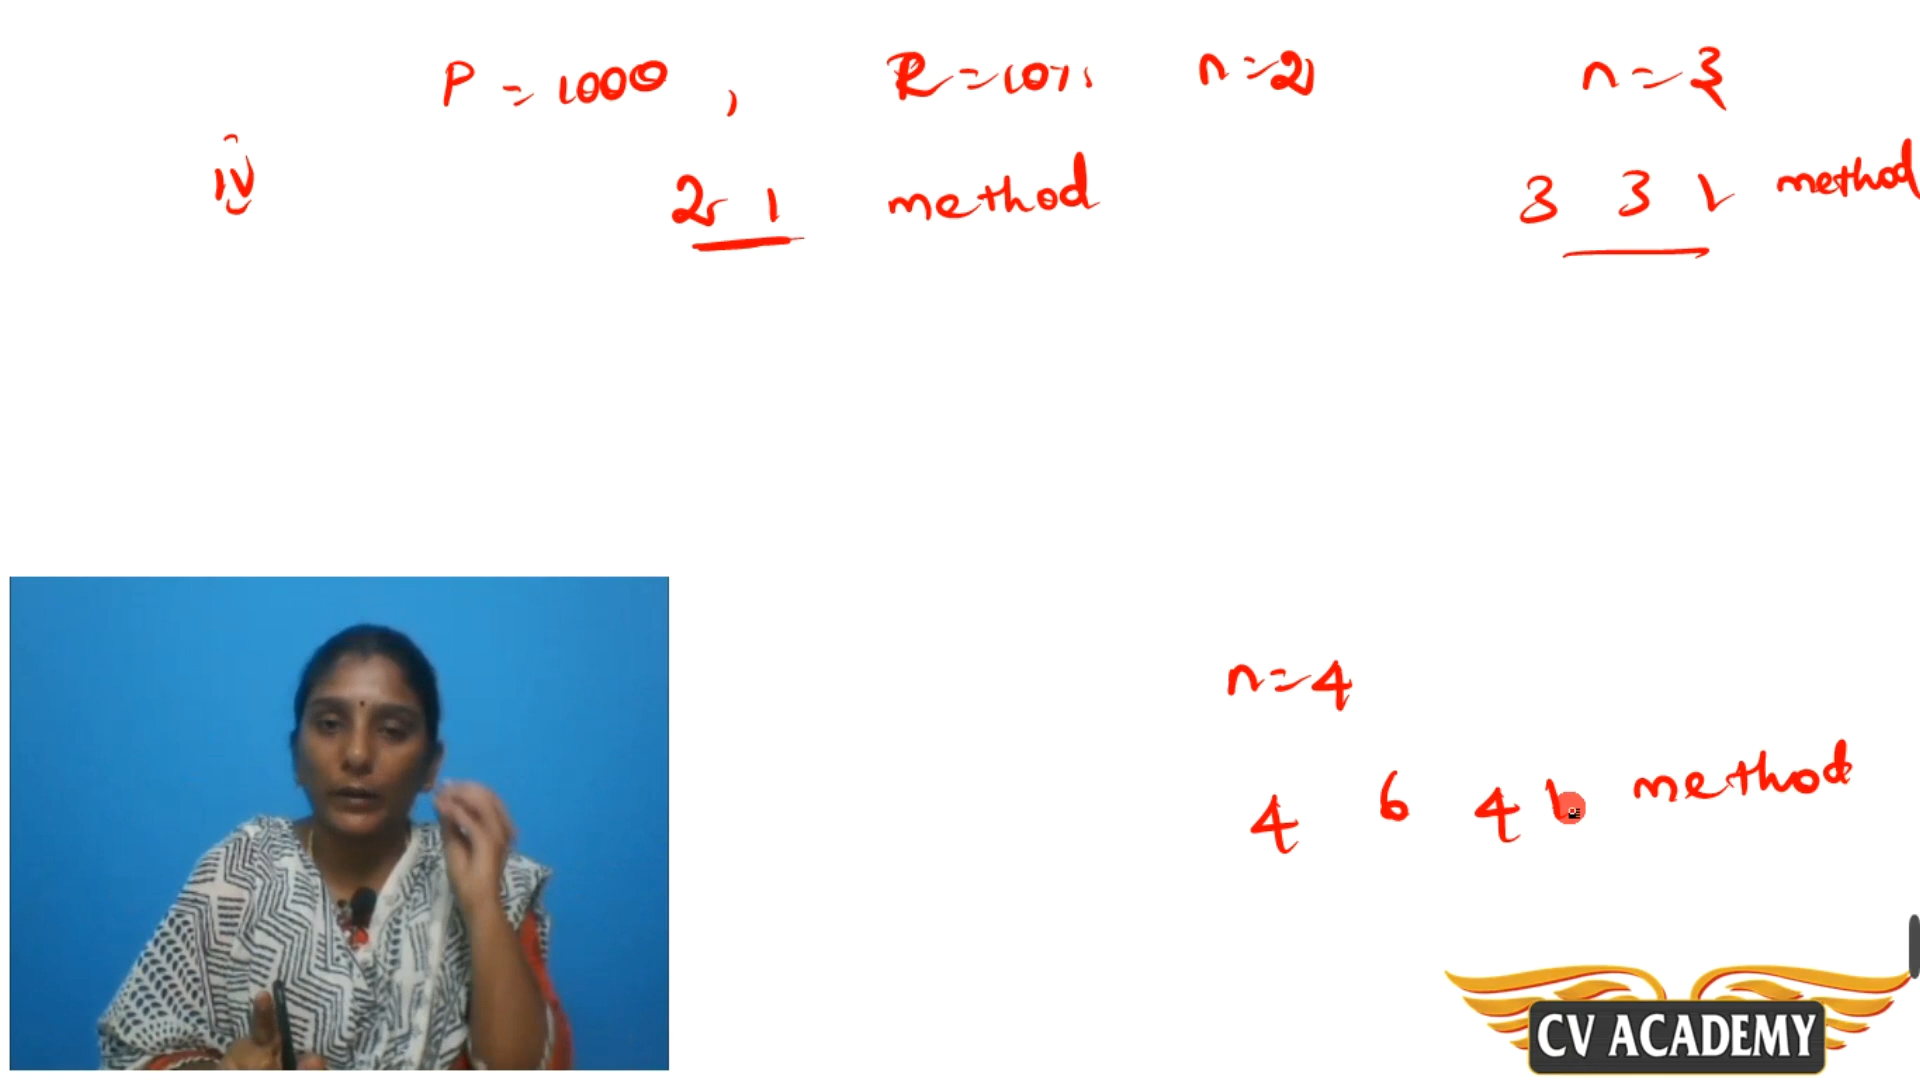 P = 1000 , R = 10% n = 2 n = 3
iv 2 1 method 3 3 1 method
n = 4
4 6 4 1 method
CV ACADEMY